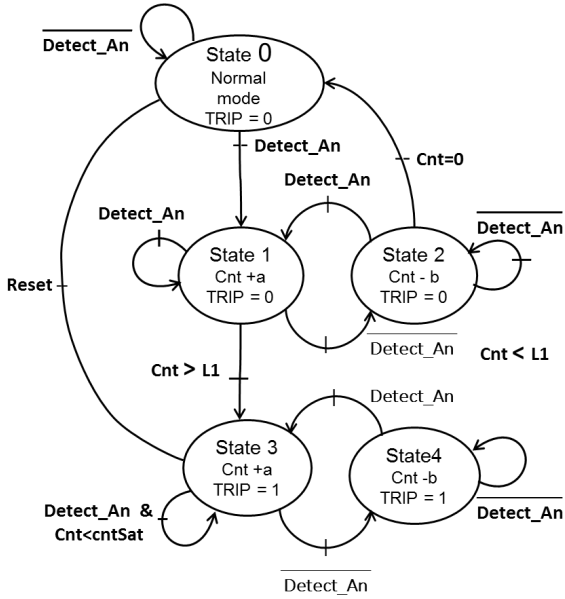 Detect_An
State 0
Normal
mode
TRIP = 0
Detect_An
Cnt=0
Detect_An
Detect_An
Detect_An
State 1
Cnt +a
TRIP = 0
State 2
Cnt - b
TRIP = 0
Reset
Detect_An
Cnt < L1
Cnt > L1
Detect_An
State 3
Cnt +a
TRIP = 1
State4
Cnt -b
TRIP = 1
Detect_An &
Cnt<cntSat
Detect_An
Detect_An